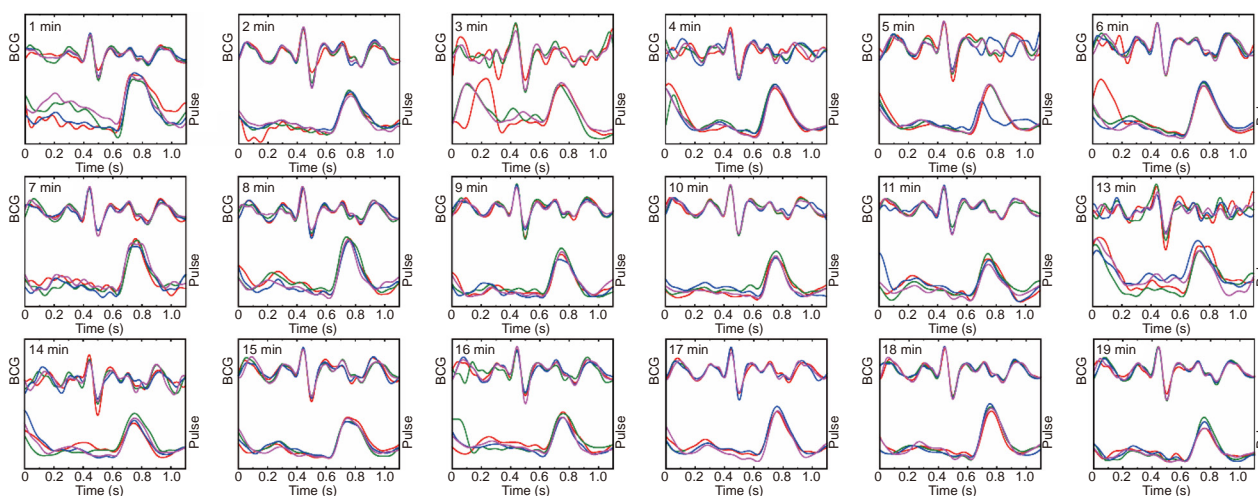 1 min 2 min 3 min 4 min 5 min 6 min
BCG Pulse BCG Pulse BCG Pulse BCG Pulse BCG Pulse BCG
0 0.2 0.4 0.6 0.8 1.0 0 0.2 0.4 0.6 0.8 1.0 0 0.2 0.4 0.6 0.8 1.0 0 0.2 0.4 0.6 0.8 1.0 0 0.2 0.4 0.6 0.8 1.0 0 0.2 0.4 0.6 0.8 1.0
Time (s) Time (s) Time (s) Time (s) Time (s) Time (s)
7 min 8 min 9 min 10 min 11 min 13 min
BCG Pulse BCG Pulse BCG Pulse BCG Pulse BCG Pulse BCG
0 0.2 0.4 0.6 0.8 1.0 0 0.2 0.4 0.6 0.8 1.0 0 0.2 0.4 0.6 0.8 1.0 0 0.2 0.4 0.6 0.8 1.0 0 0.2 0.4 0.6 0.8 1.0 0 0.2 0.4 0.6 0.8 1.0
Time (s) Time (s) Time (s) Time (s) Time (s) Time (s)
14 min 15 min 16 min 17 min 18 min 19 min
BCG Pulse BCG Pulse BCG Pulse BCG Pulse BCG Pulse BCG
0 0.2 0.4 0.6 0.8 1.0 0 0.2 0.4 0.6 0.8 1.0 0 0.2 0.4 0.6 0.8 1.0 0 0.2 0.4 0.6 0.8 1.0 0 0.2 0.4 0.6 0.8 1.0 0 0.2 0.4 0.6 0.8 1.0
Time (s) Time (s) Time (s) Time (s) Time (s) Time (s)